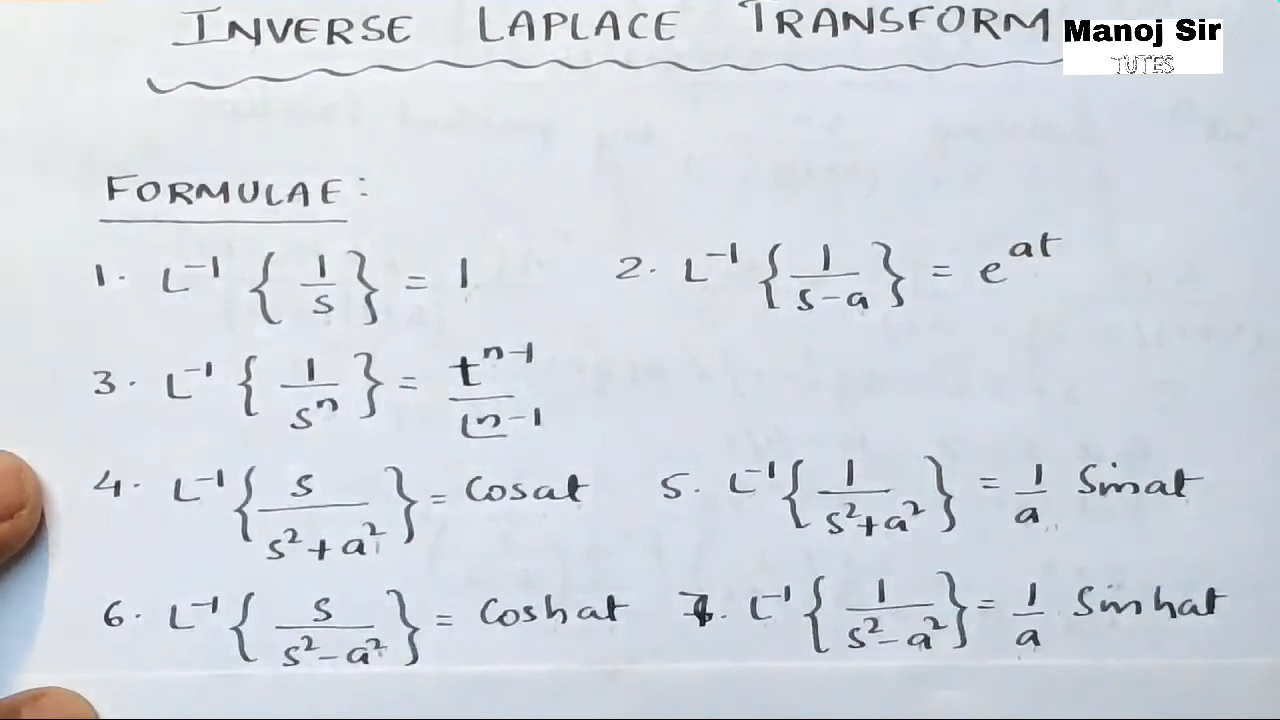 INVERSE LAPLACE TRANSFORM
Manoj Sir
TUTES
FORMULAE:
1. L⁻¹ { 1/s } = 1 2. L⁻¹ { 1/(s-a) } = e^{at}
3. L⁻¹ { 1/sⁿ } = t^{n-1}/|n-1
4. L⁻¹ { s/(s²+a²) } = Cosat 5. L⁻¹ { 1/(s²+a²) } = 1/a Sinat
6. L⁻¹ { s/(s²-a²) } = Coshat 7. L⁻¹ { 1/(s²-a²) } = 1/a Sinhat